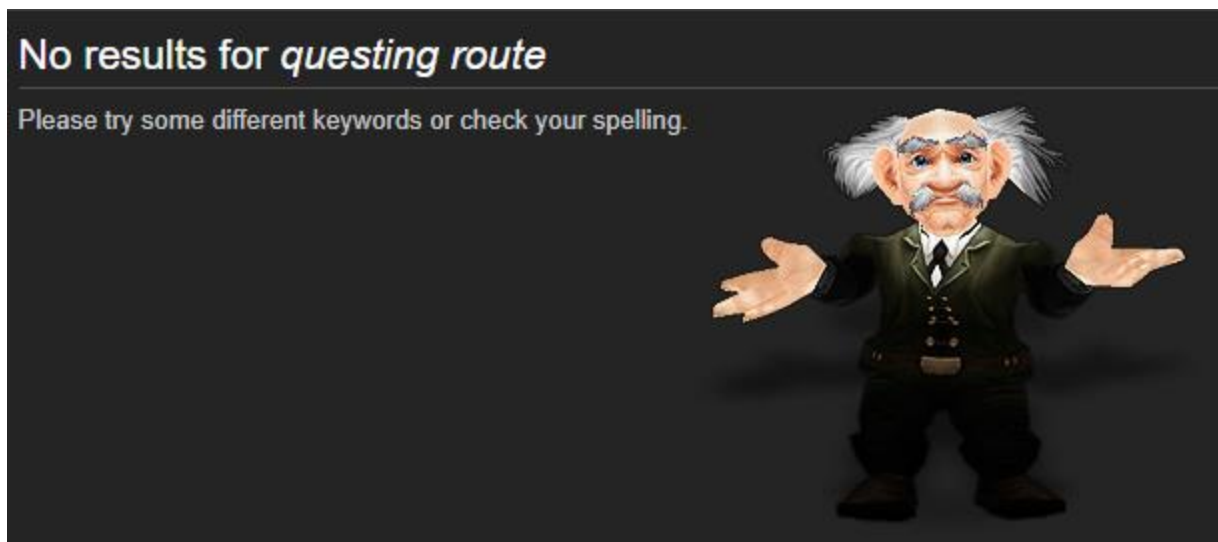 No results for questing route
Please try some different keywords or check your spelling.